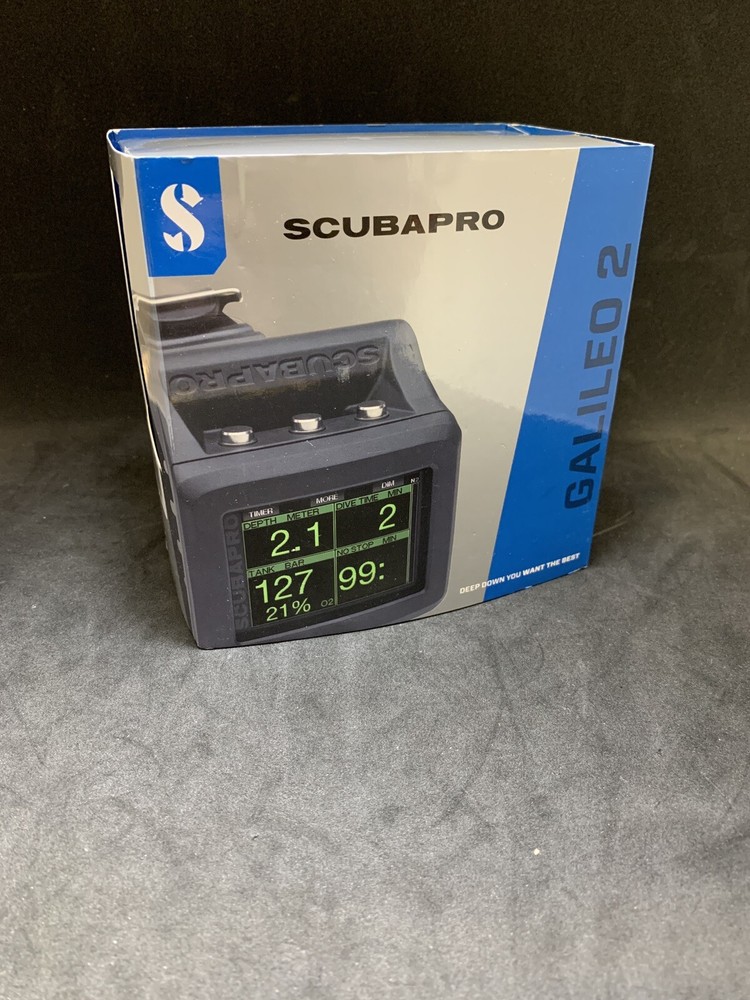 S
SCUBAPRO
GALILEO 2
SCUBAPRO
TIMER MORE DIM
DEPTH METER DIVE TIME MIN
2.1 2
TANK BAR NO STOP MIN
127 99:
21% O2
SCUBAPRO
DEEP DOWN YOU WANT THE BEST